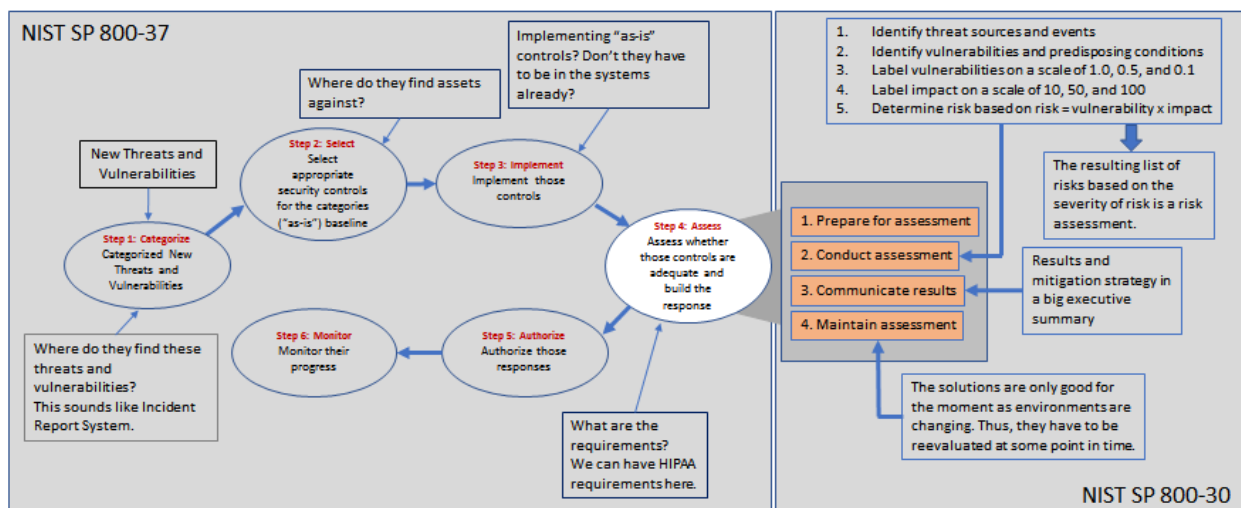 NIST SP 800-37
New Threats and
Vulnerabilities
Step 1: Categorize
Categorized New
Threats and
Vulnerabilities
Where do they find these
threats and
vulnerabilities?
This sounds like Incident
Report System.
Where do they find assets
against?
Step 2: Select
Select
appropriate
security controls
for the categories
("as-is") baseline
Implementing "as-is"
controls? Don't they have
to be in the systems
already?
Step 3: Implement
Implement those
controls
Step 4: Assess
Assess whether
those controls are
adequate and
build the
response
What are the
requirements?
We can have HIPAA
requirements here.
Step 5: Authorize
Authorize those
responses
Step 6: Monitor
Monitor their
progress
1. Identify threat sources and events
2. Identify vulnerabilities and predisposing conditions
3. Label vulnerabilities on a scale of 1.0, 0.5, and 0.1
4. Label impact on a scale of 10, 50, and 100
5. Determine risk based on risk = vulnerability x impact
The resulting list of
risks based on the
severity of risk is a risk
assessment.
1. Prepare for assessment
2. Conduct assessment
3. Communicate results
4. Maintain assessment
Results and
mitigation strategy in
a big executive
summary
The solutions are only good for
the moment as environments are
changing. Thus, they have to be
reevaluated at some point in time.
NIST SP 800-30